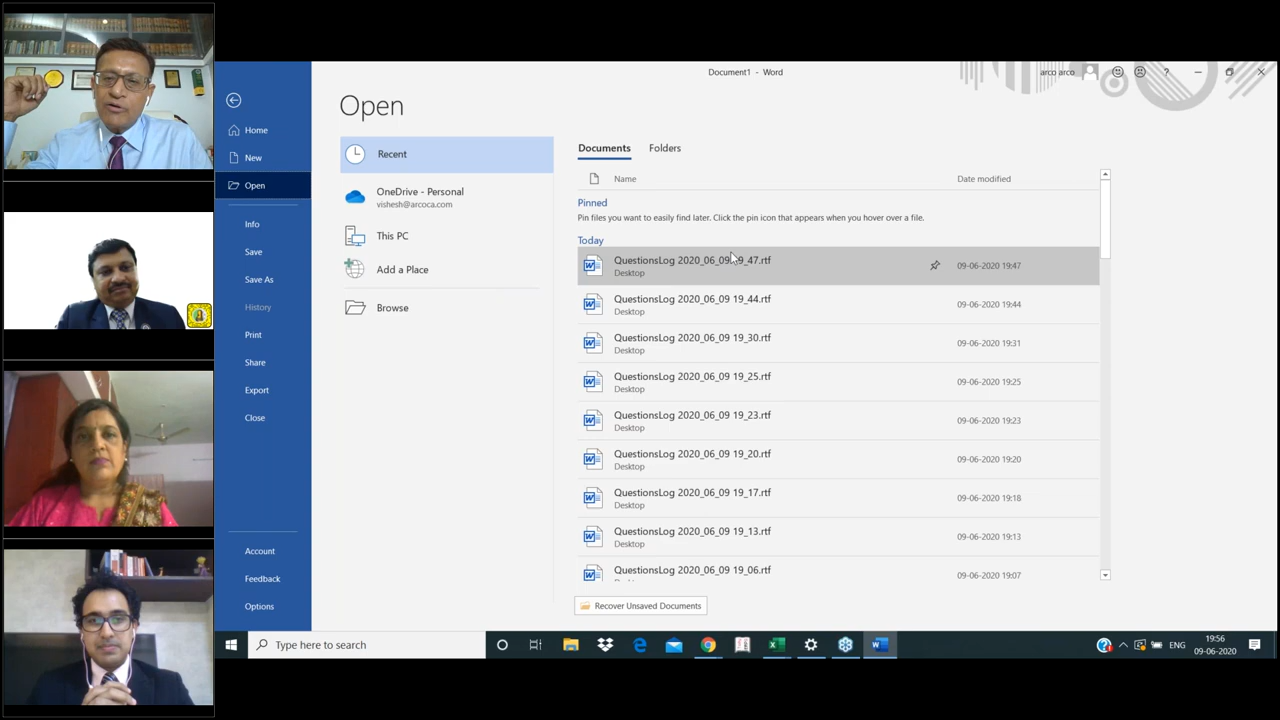 Document1 - Word
arco arco
?
Home
New
Open
Info
Save
Save As
History
Print
Share
Export
Close
Account
Feedback
Options
Open
Recent
OneDrive - Personal
vishesh@arcoca.com
This PC
Add a Place
Browse
Documents Folders
Name Date modified
Pinned
Pin files you want to easily find later. Click the pin icon that appears when you hover over a file.
Today
QuestionsLog 2020_06_09 19_47.rtf
Desktop
09-06-2020 19:47
QuestionsLog 2020_06_09 19_44.rtf
Desktop
09-06-2020 19:44
QuestionsLog 2020_06_09 19_30.rtf
Desktop
09-06-2020 19:31
QuestionsLog 2020_06_09 19_25.rtf
Desktop
09-06-2020 19:25
QuestionsLog 2020_06_09 19_23.rtf
Desktop
09-06-2020 19:23
QuestionsLog 2020_06_09 19_20.rtf
Desktop
09-06-2020 19:20
QuestionsLog 2020_06_09 19_17.rtf
Desktop
09-06-2020 19:18
QuestionsLog 2020_06_09 19_13.rtf
Desktop
09-06-2020 19:13
QuestionsLog 2020_06_09 19_06.rtf
09-06-2020 19:07
Recover Unsaved Documents
Type here to search
ENG
19:56
09-06-2020